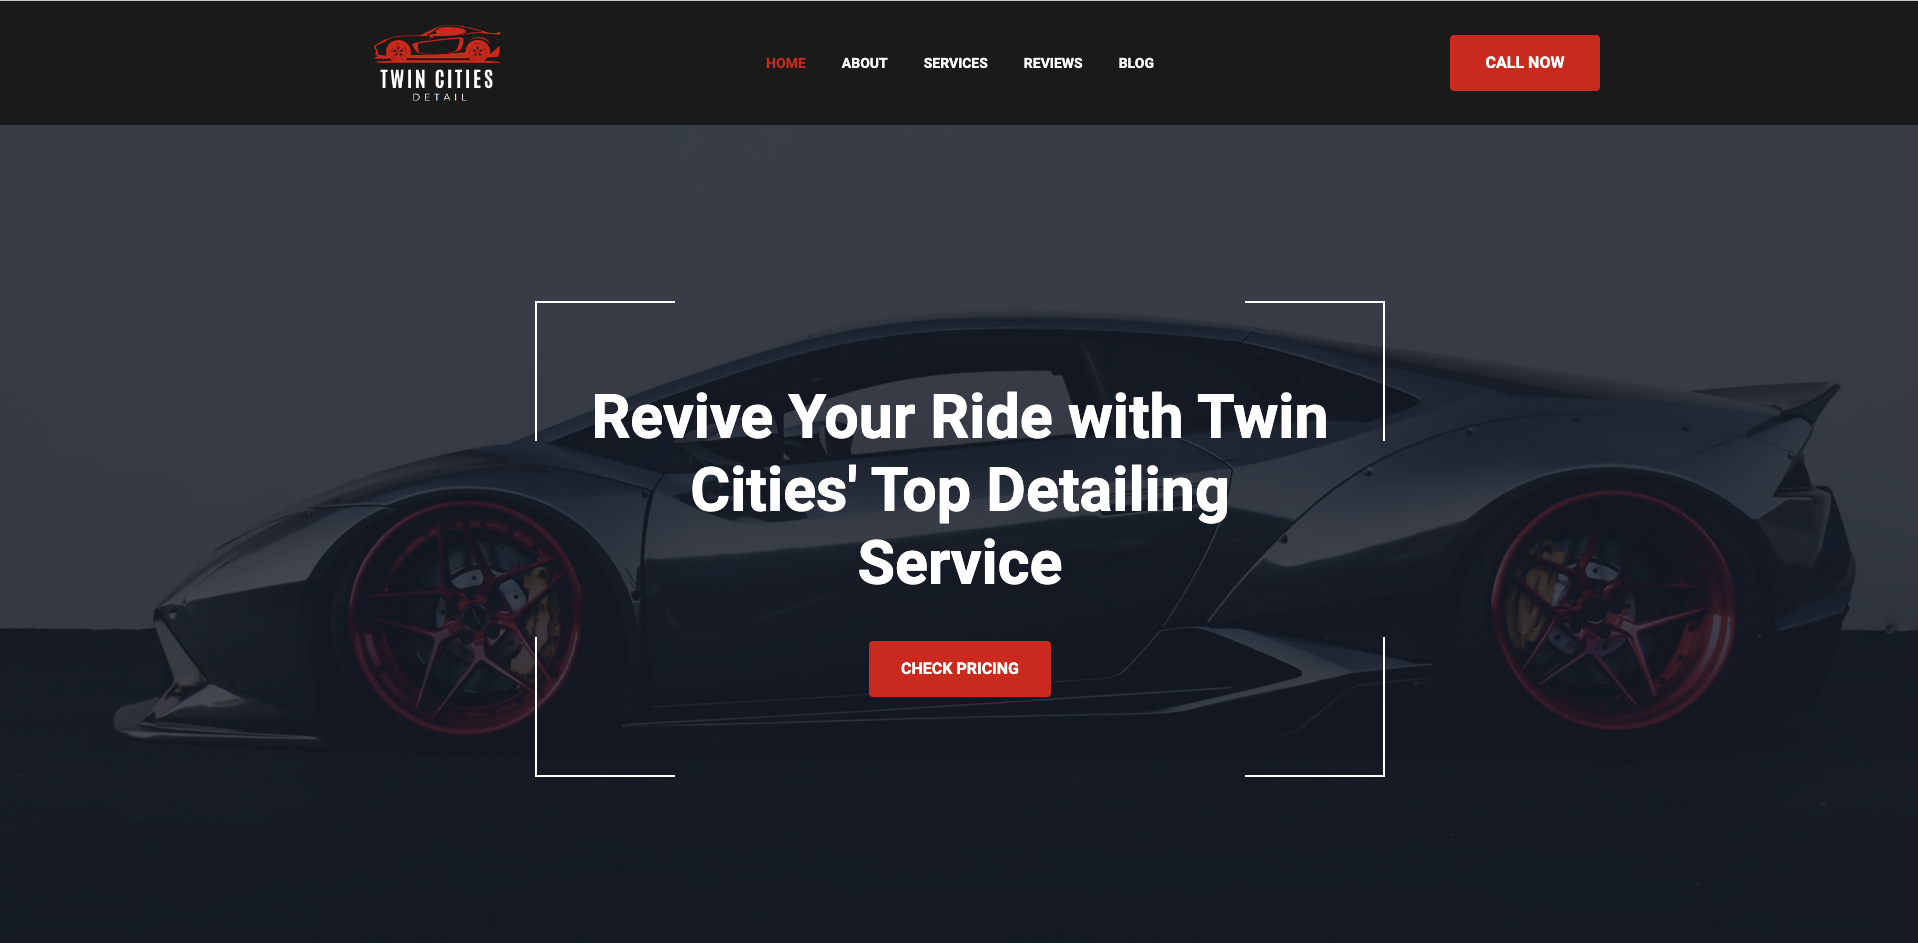 TWIN CITIES
DETAIL
HOME
ABOUT
SERVICES
REVIEWS
BLOG
CALL NOW
Revive Your Ride with Twin
Cities' Top Detailing
Service
CHECK PRICING